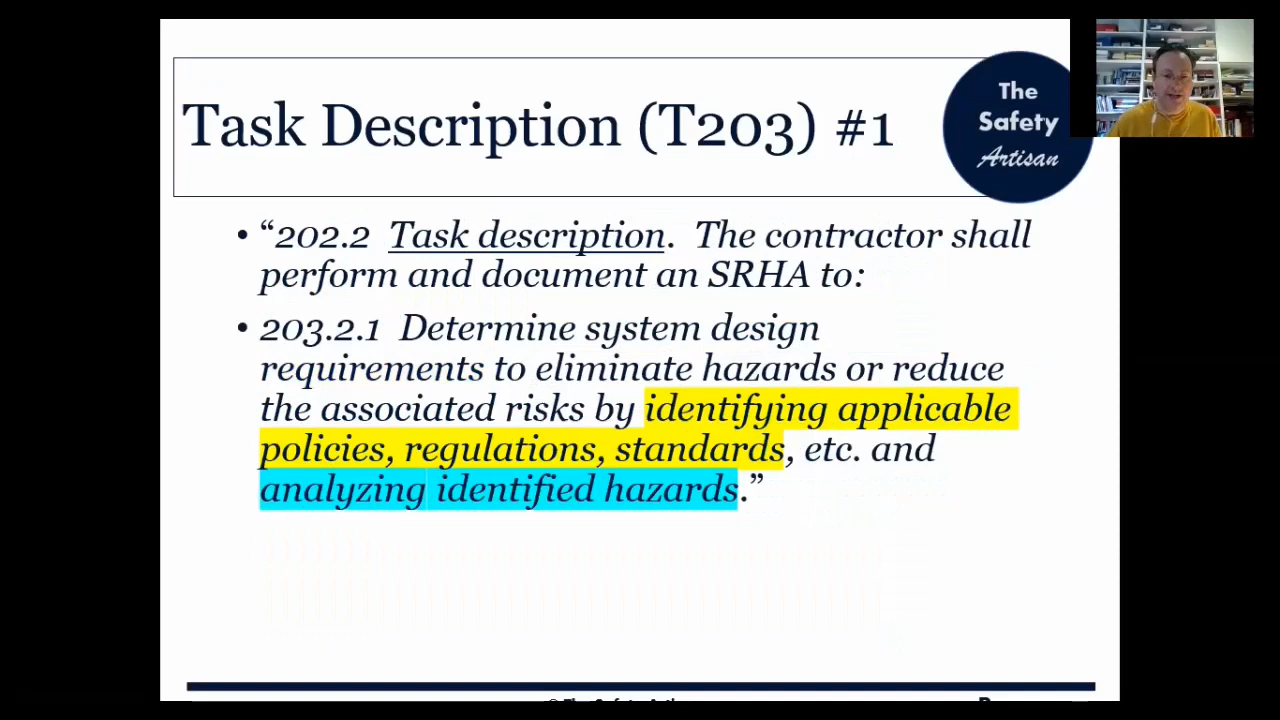 Task Description (T203) #1
The
Safety
Artisan
• “202.2 Task description. The contractor shall
perform and document an SRHA to:
• 203.2.1 Determine system design
requirements to eliminate hazards or reduce
the associated risks by identifying applicable
policies, regulations, standards, etc. and
analyzing identified hazards.”